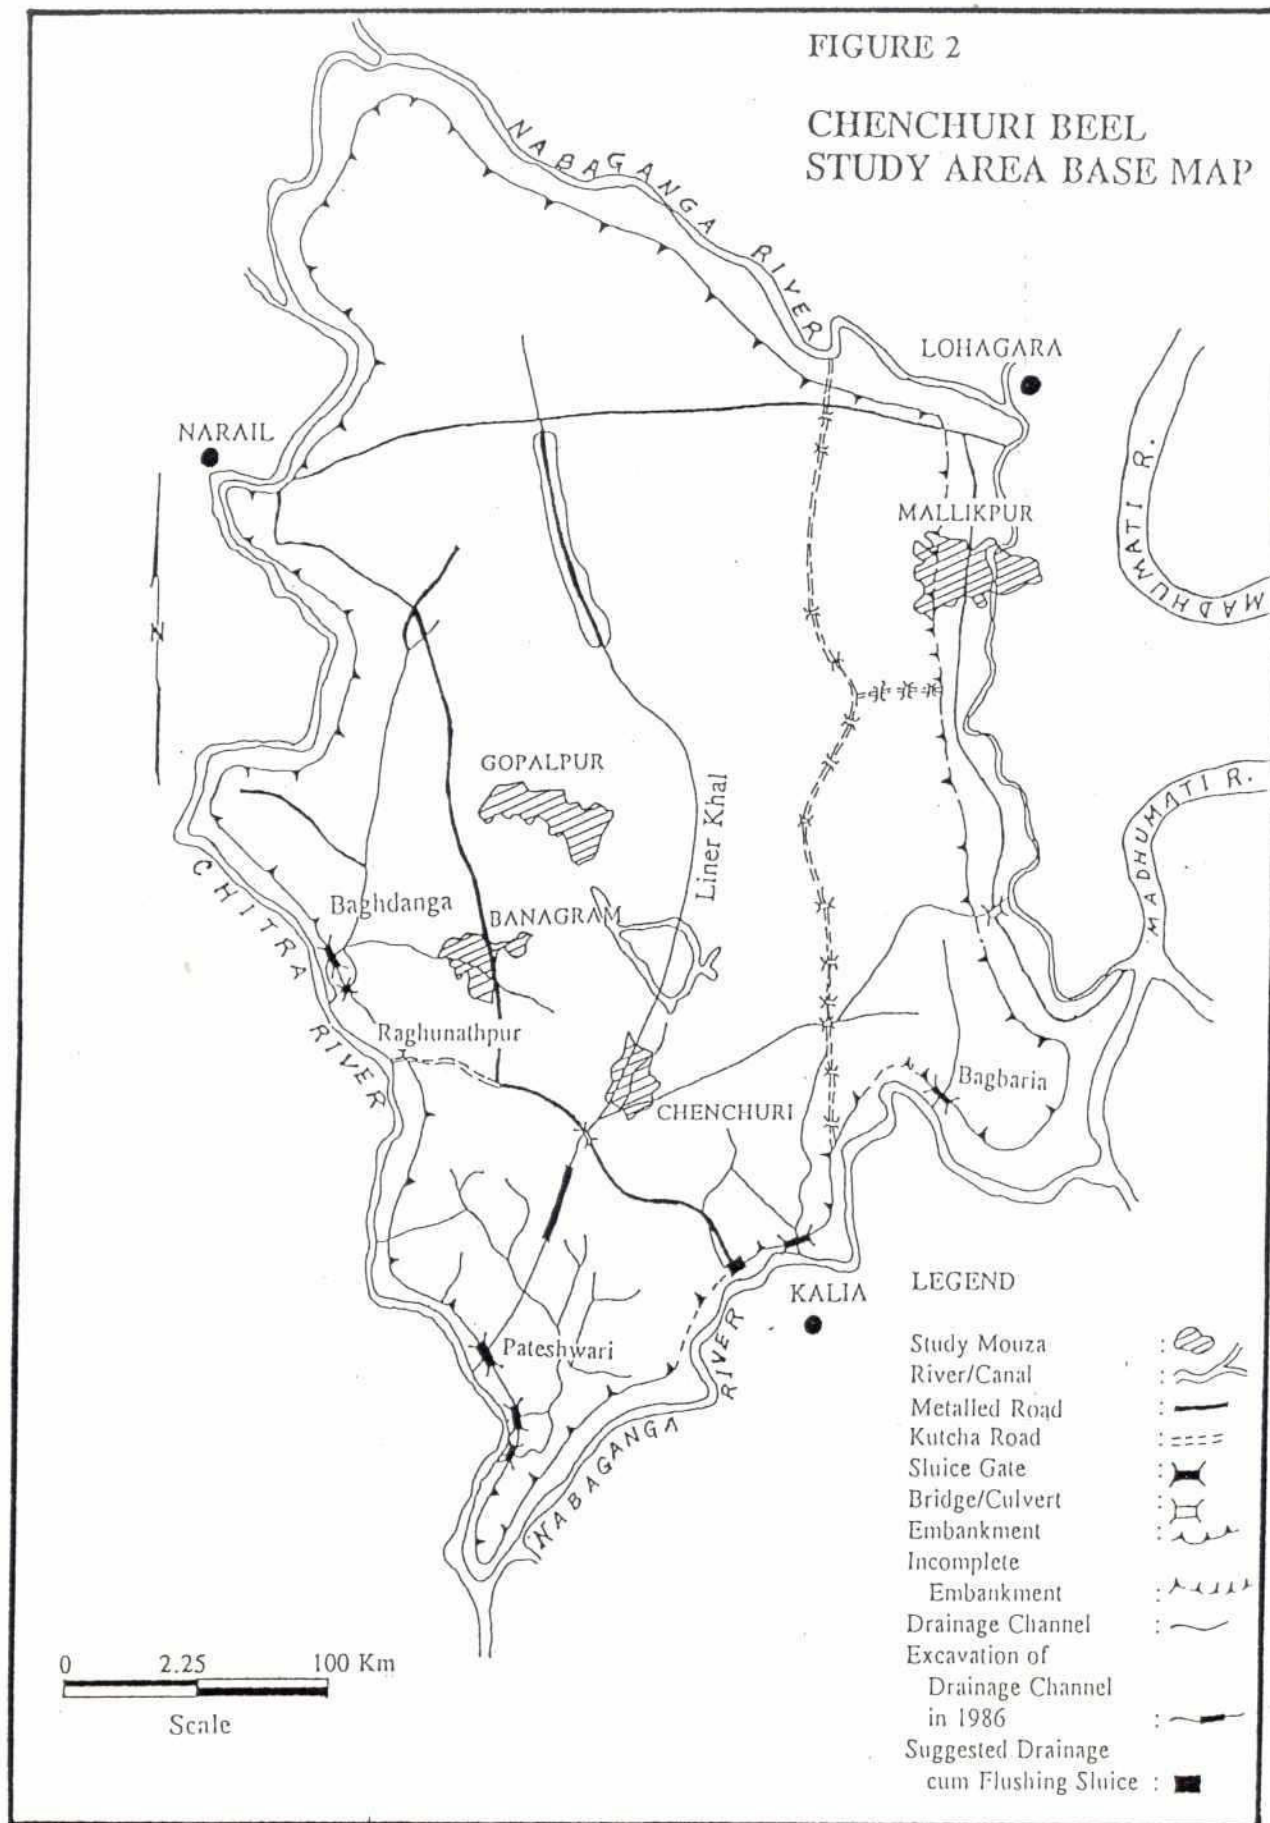 FIGURE 2
CHENCHURI BEEL
STUDY AREA BASE MAP
NABAGANGA RIVER
LOHAGARA
NARAIL
MADHUMATI R.
MALLIKPUR
N
GOPALPUR
MADHUMATI R.
Liner Khal
CHITRA RIVER
Baghdanga
BANAGRAM
Raghunathpur
Bagbaria
CHENCHURI
KALIA
Pateshwari
NABAGANGA RIVER
LEGEND
Study Mouza :
River/Canal :
Metalled Road :
Kutcha Road :
Sluice Gate :
Bridge/Culvert :
Embankment :
Incomplete
Embankment :
Drainage Channel :
Excavation of
Drainage Channel
in 1986 :
Suggested Drainage
cum Flushing Sluice :
0 2.25 100 Km
Scale